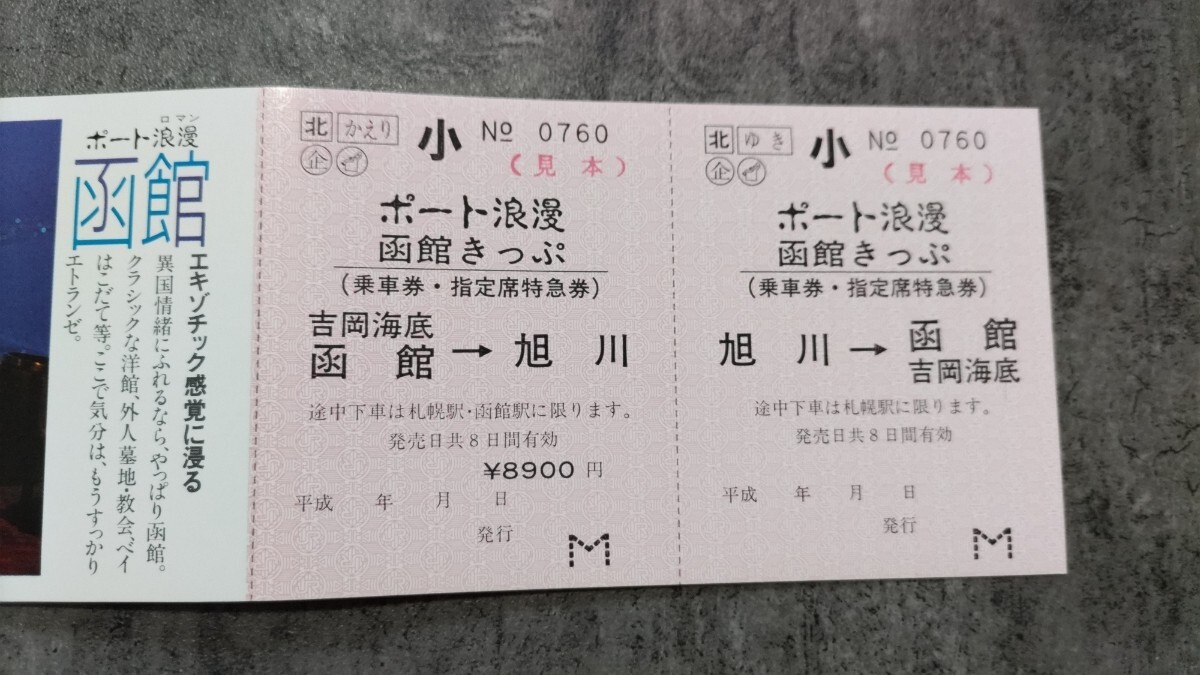 ロマン
ポート浪漫
函館
エキゾチック感覚に浸る
異国情緒にふれるなら、やっぱり函館。
クラシックな洋館、外人墓地・教会、ベイ
はこだて等。ここで気分は、もうすっかり
エトランゼ。
北 かえり 小 № 0760
企
(見本)
ポート浪漫
函館きっぷ
(乗車券・指定席特急券)
吉岡海底
函館→旭川
途中下車は札幌駅・函館駅に限ります。
発売日共8日間有効
¥8900円
平成 年 月 日
発行
M
北 ゆき 小 № 0760
企
(見本)
ポート浪漫
函館きっぷ
(乗車券・指定席特急券)
旭川→函館
吉岡海底
途中下車は札幌駅に限ります。
発売日共8日間有効
平成 年 月 日
発行
M